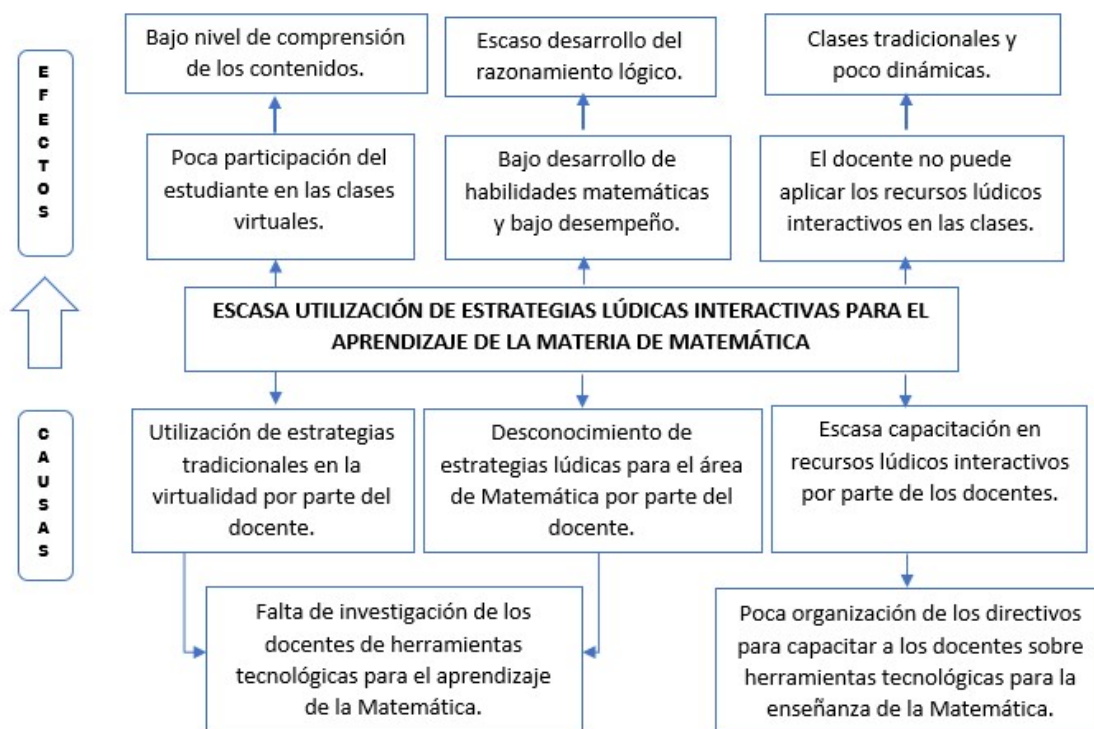 EFECTOS
Bajo nivel de comprensión
de los contenidos.
Escaso desarrollo del
razonamiento lógico.
Clases tradicionales y
poco dinámicas.
Poca participación del
estudiante en las clases
virtuales.
Bajo desarrollo de
habilidades matemáticas
y bajo desempeño.
El docente no puede
aplicar los recursos lúdicos
interactivos en las clases.
ESCASA UTILIZACIÓN DE ESTRATEGIAS LÚDICAS INTERACTIVAS PARA EL
APRENDIZAJE DE LA MATERIA DE MATEMÁTICA
CAUSAS
Utilización de estrategias
tradicionales en la
virtualidad por parte del
docente.
Desconocimiento de
estrategias lúdicas para el área
de Matemática por parte del
docente.
Escasa capacitación en
recursos lúdicos interactivos
por parte de los docentes.
Falta de investigación de los
docentes de herramientas
tecnológicas para el aprendizaje
de la Matemática.
Poca organización de los directivos
para capacitar a los docentes sobre
herramientas tecnológicas para la
enseñanza de la Matemática.